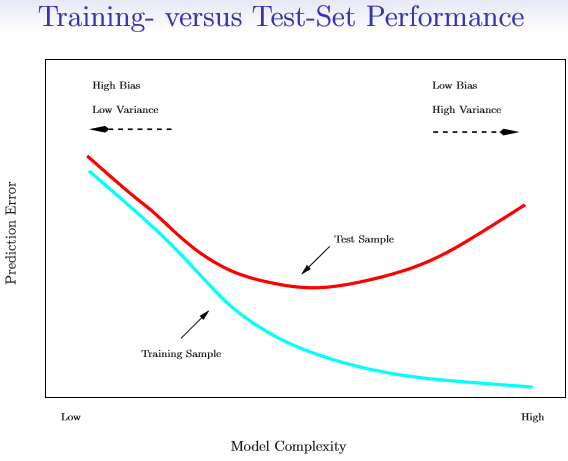 Training- versus Test-Set Performance
High Bias
Low Variance
Low Bias
High Variance
Prediction Error
Test Sample
Training Sample
Low
High
Model Complexity